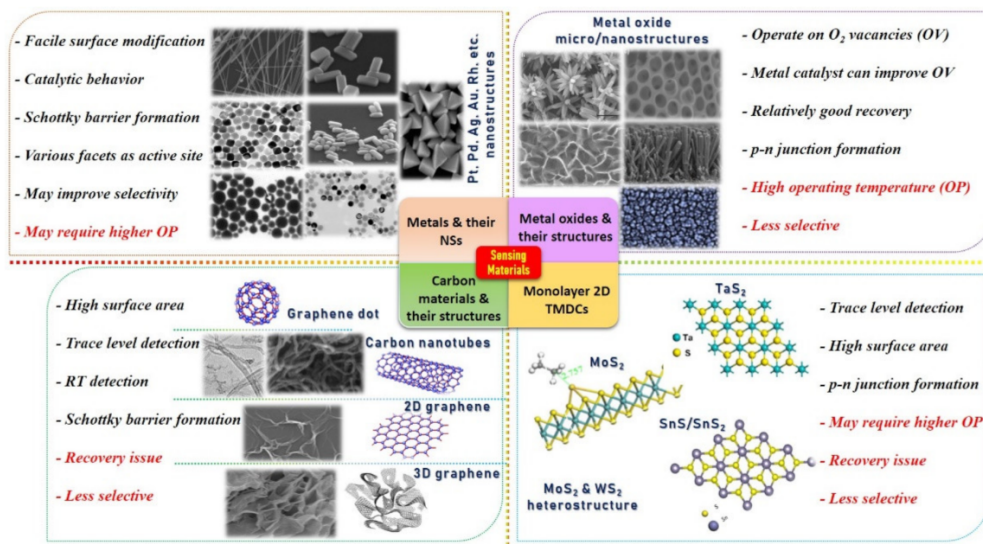 - Facile surface modification
- Catalytic behavior
- Schottky barrier formation
- Various facets as active site
- May improve selectivity
- May require higher OP
Pt, Pd, Ag, Au, Rh, etc.
nanostructures
Metal oxide
micro/nanostructures
- Operate on O₂ vacancies (OV)
- Metal catalyst can improve OV
- Relatively good recovery
- p-n junction formation
- High operating temperature (OP)
- Less selective
Metals & their
NSs
Metal oxides &
their structures
Sensing
Materials
Carbon
materials &
their structures
Monolayer 2D
TMDCs
- High surface area
- Trace level detection
- RT detection
- Schottky barrier formation
- Recovery issue
- Less selective
Graphene dot
Carbon nanotubes
2D graphene
3D graphene
TaS₂
Ta
S
MoS₂
SnS/SnS₂
MoS₂ & WS₂
heterostructure
- Trace level detection
- High surface area
- p-n junction formation
- May require higher OP
- Recovery issue
- Less selective